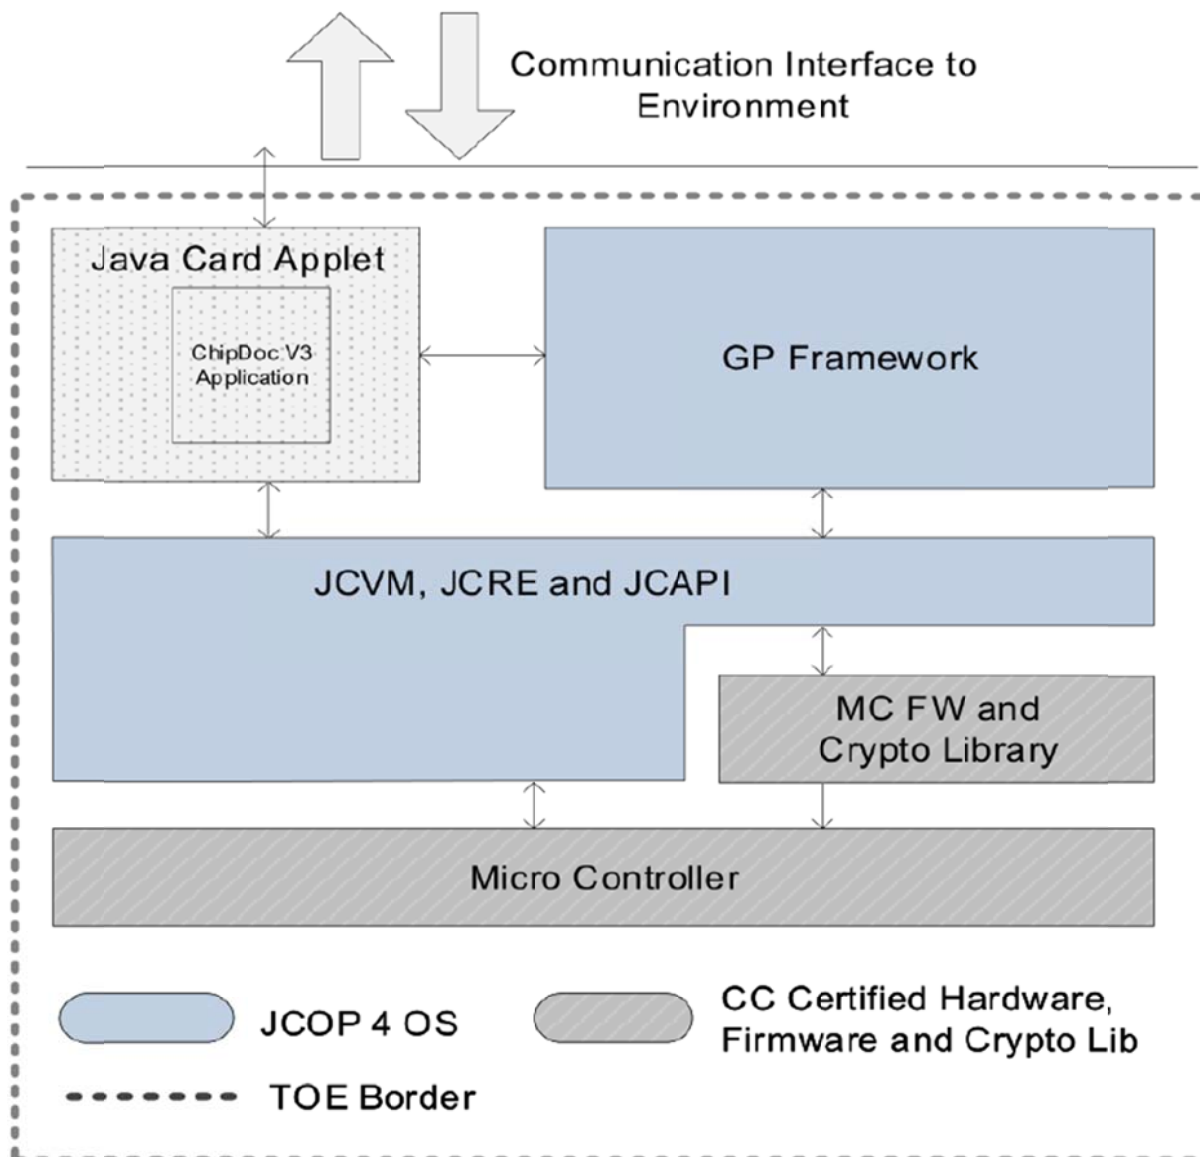 Communication Interface to
Environment
Java Card Applet
ChipDoc V3
Application
GP Framework
JCVM, JCRE and JCAPI
MC FW and
Crypto Library
Micro Controller
JCOP 4 OS
CC Certified Hardware,
Firmware and Crypto Lib
TOE Border